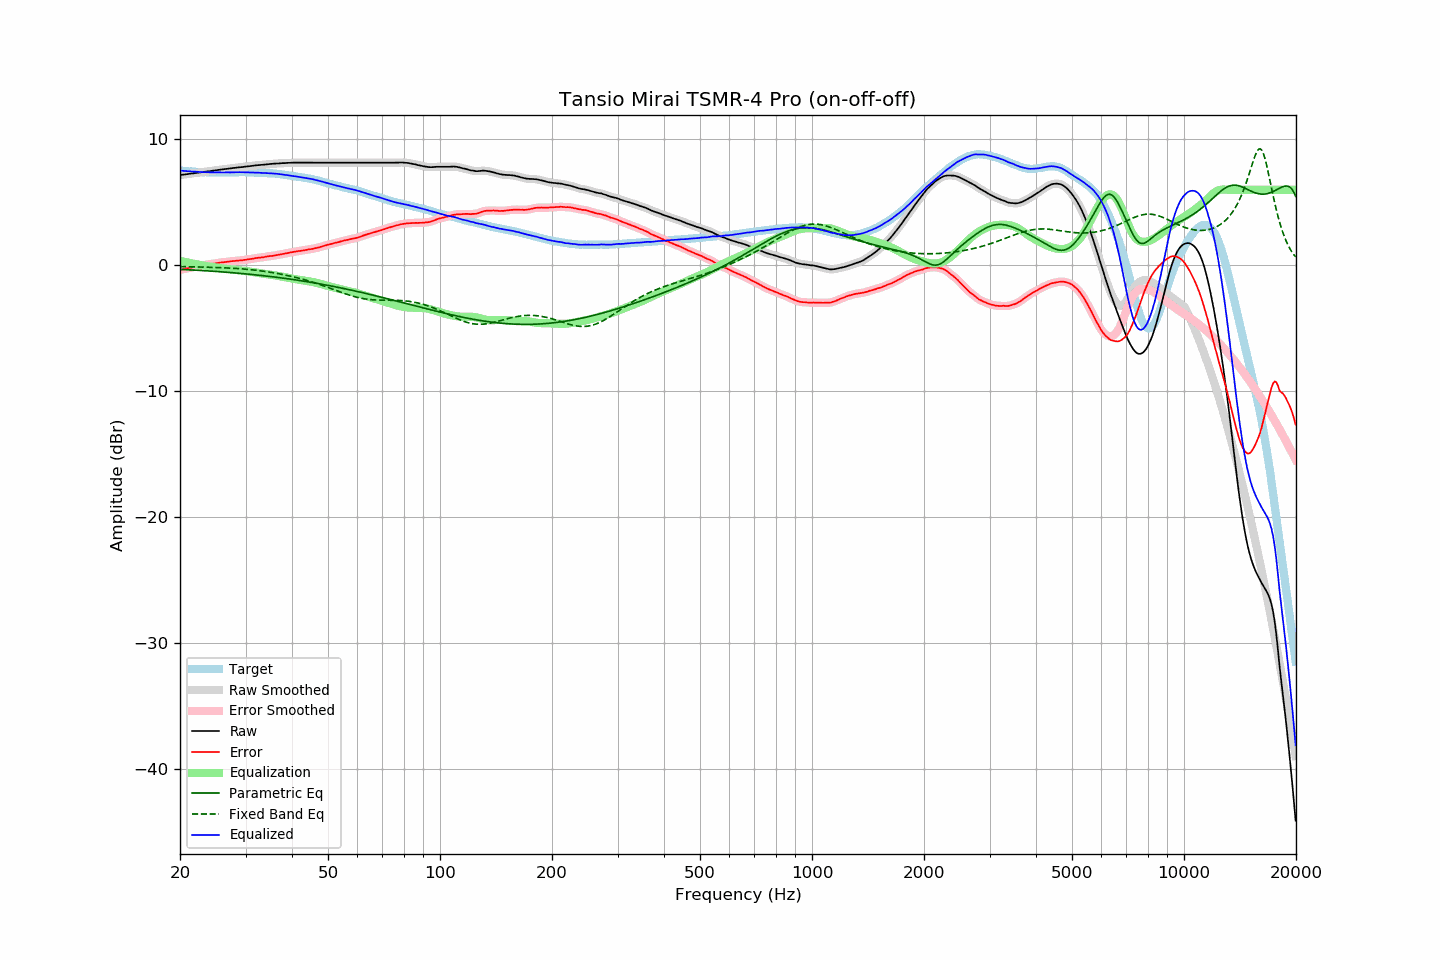 Tansio Mirai TSMR-4 Pro (on-off-off)
Amplitude (dBr)
10
0
−10
−20
−30
−40
Target
Raw Smoothed
Error Smoothed
Raw
Error
Equalization
Parametric Eq
Fixed Band Eq
Equalized
20 50 100 200 500 1000 2000 5000 10000 20000
Frequency (Hz)